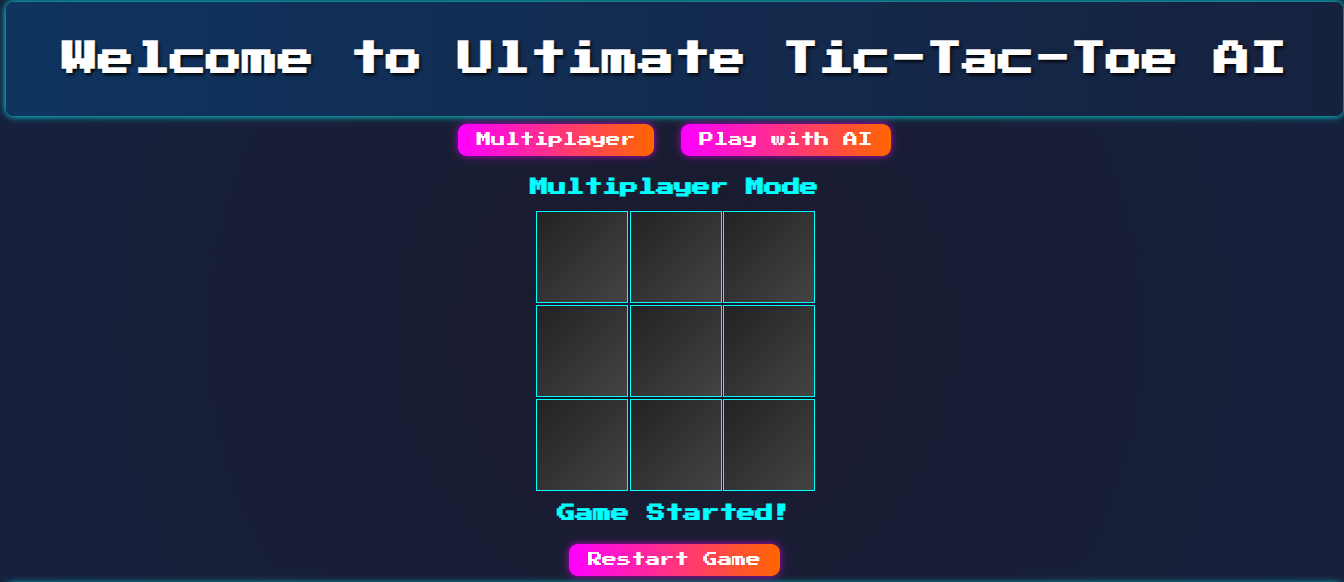 Welcome to Ultimate Tic-Tac-Toe AI
Multiplayer Play with AI
Multiplayer Mode
Game Started!
Restart Game